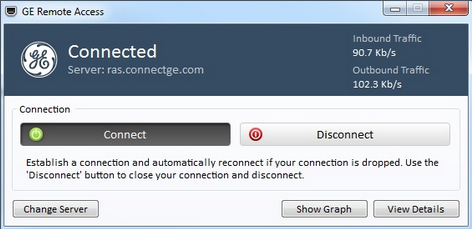 GE Remote Access
Connected
Server: ras.connectge.com
Inbound Traffic
90.7 Kb/s
Outbound Traffic
102.3 Kb/s
Connection
Connect
Disconnect
Establish a connection and automatically reconnect if your connection is dropped. Use the
'Disconnect' button to close your connection and disconnect.
Change Server
Show Graph
View Details